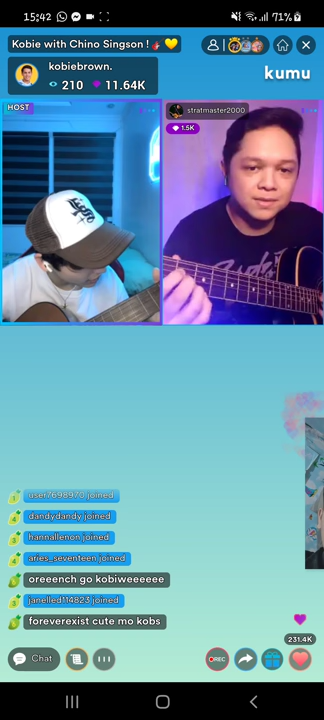 15:42
71%
Kobie with Chino Singson !
kobiebrown.
210
11.64K
kumu
HOST
stratmaster2000
1.5K
user7698970 joined
dandydandy joined
hannallenon joined
aries_seventeen joined
oreeench go kobiweeeeee
janelled114823 joined
foreverexist cute mo kobs
231.4K
Chat
REC